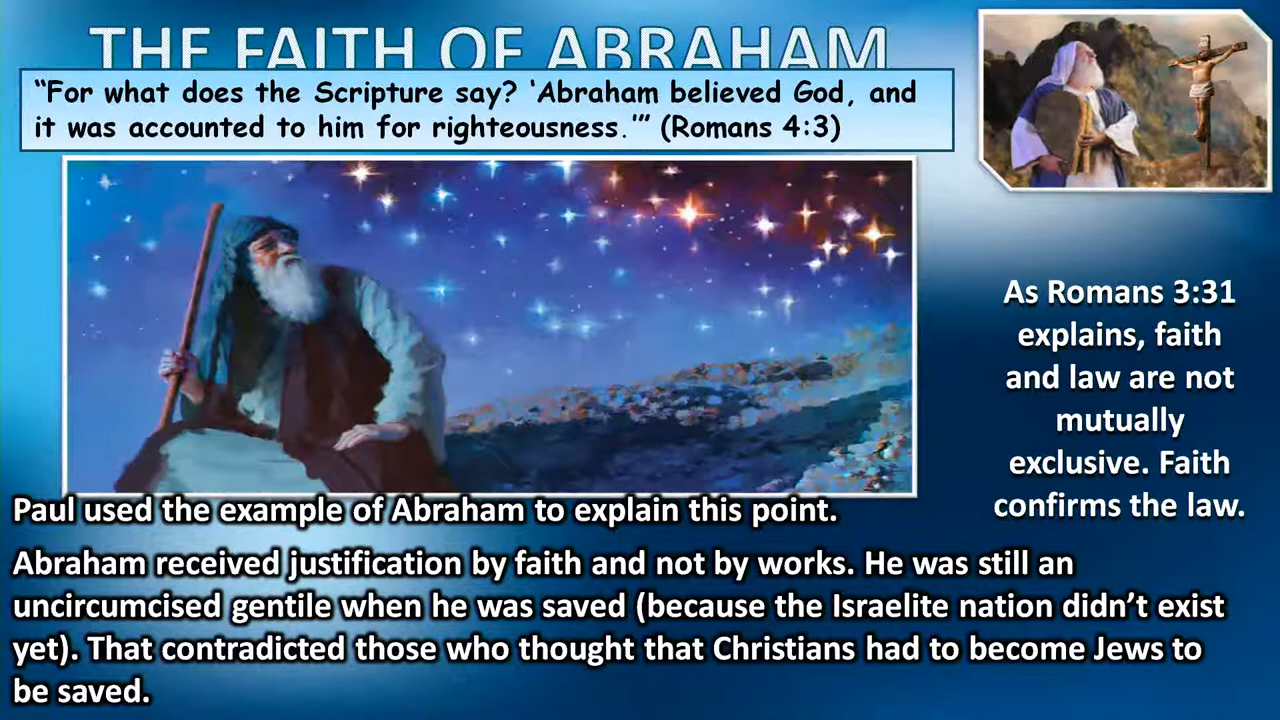 THE FAITH OF ABRAHAM
“For what does the Scripture say? ‘Abraham believed God, and
it was accounted to him for righteousness.’” (Romans 4:3)
As Romans 3:31
explains, faith
and law are not
mutually
exclusive. Faith
confirms the law.
Paul used the example of Abraham to explain this point.
Abraham received justification by faith and not by works. He was still an
uncircumcised gentile when he was saved (because the Israelite nation didn’t exist
yet). That contradicted those who thought that Christians had to become Jews to
be saved.